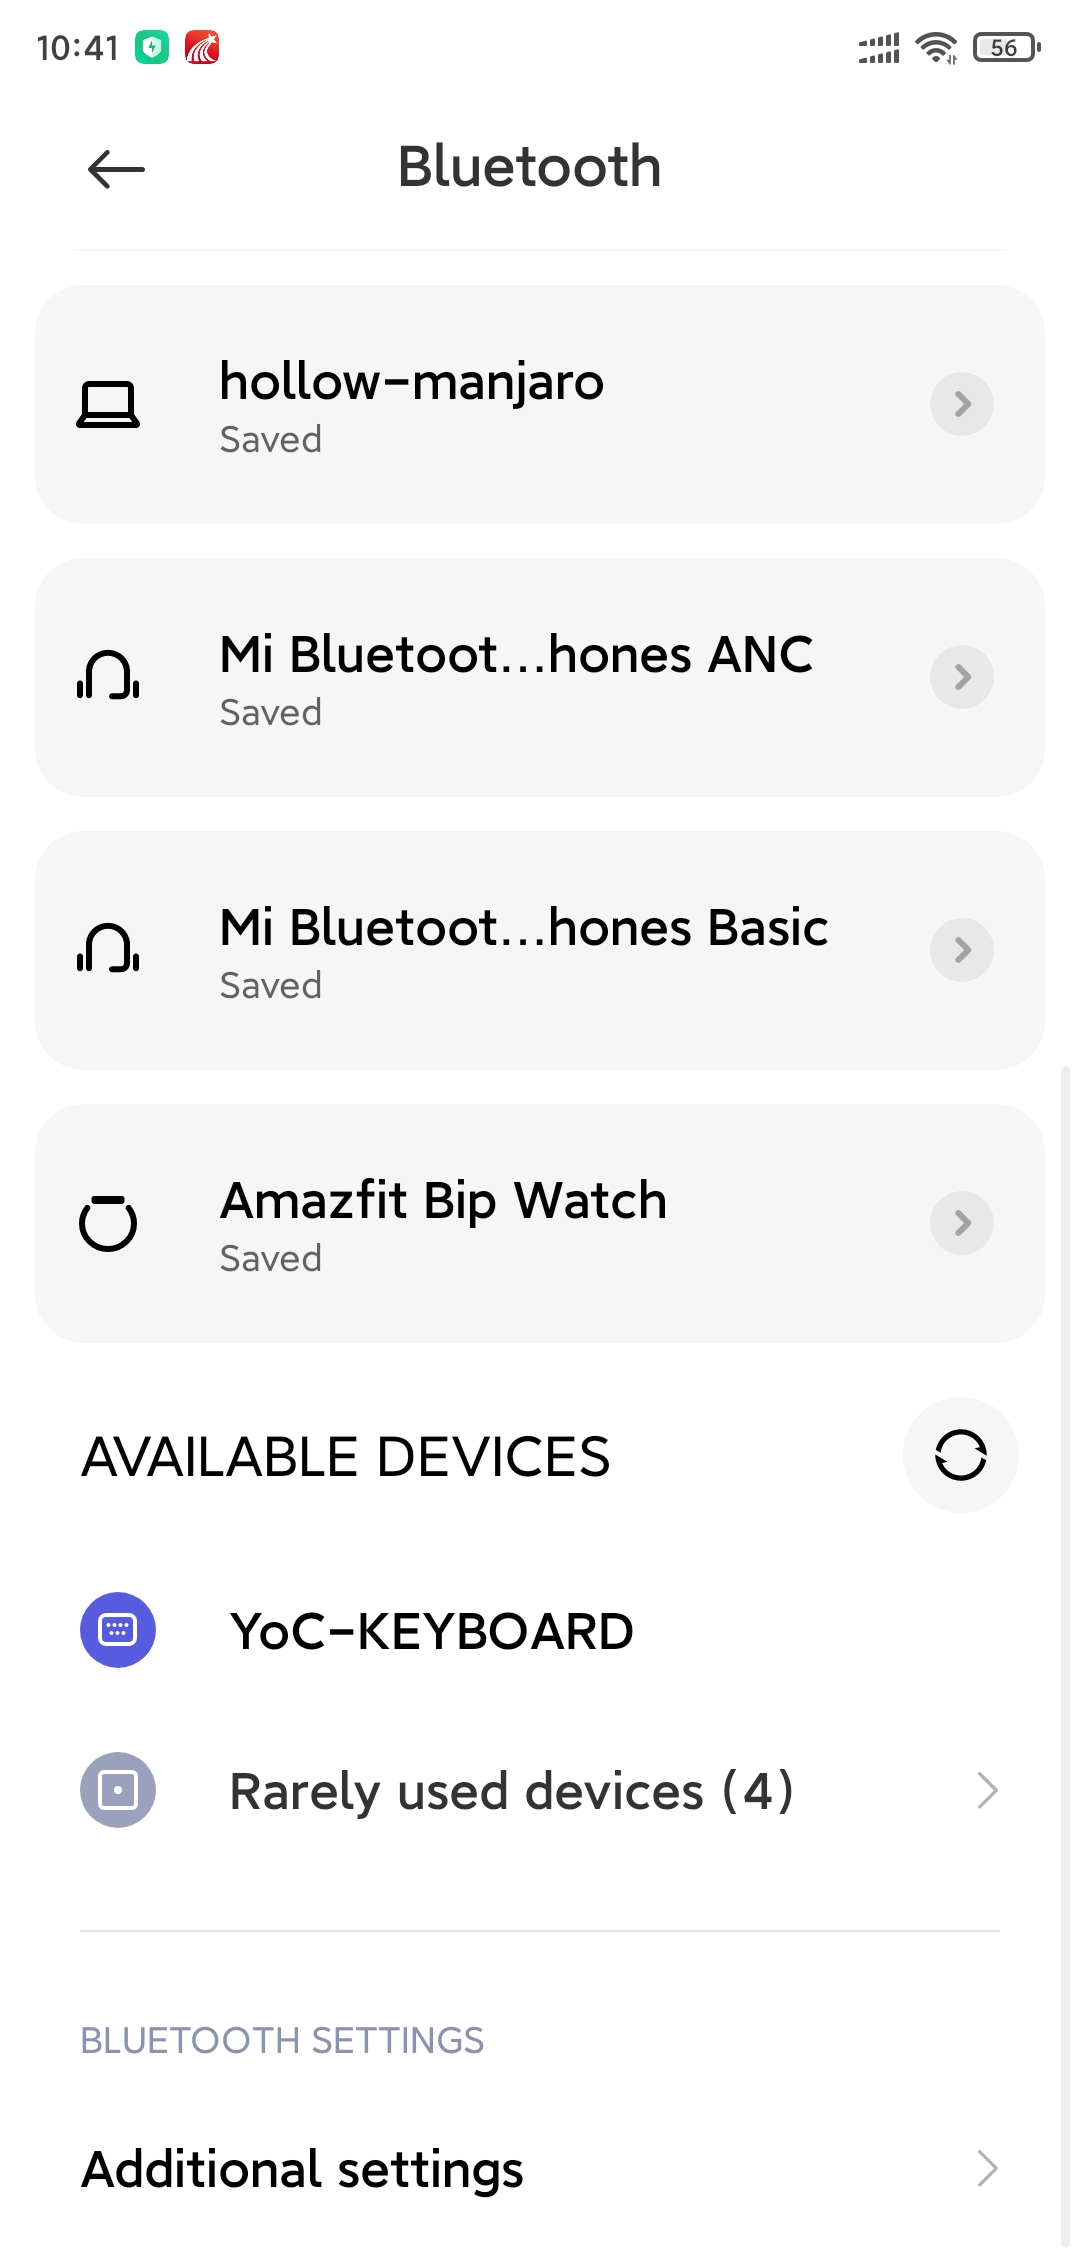 10:41
56
Bluetooth
hollow-manjaro
Saved
Mi Bluetoot...hones ANC
Saved
Mi Bluetoot...hones Basic
Saved
Amazfit Bip Watch
Saved
AVAILABLE DEVICES
YoC-KEYBOARD
Rarely used devices (4)
BLUETOOTH SETTINGS
Additional settings